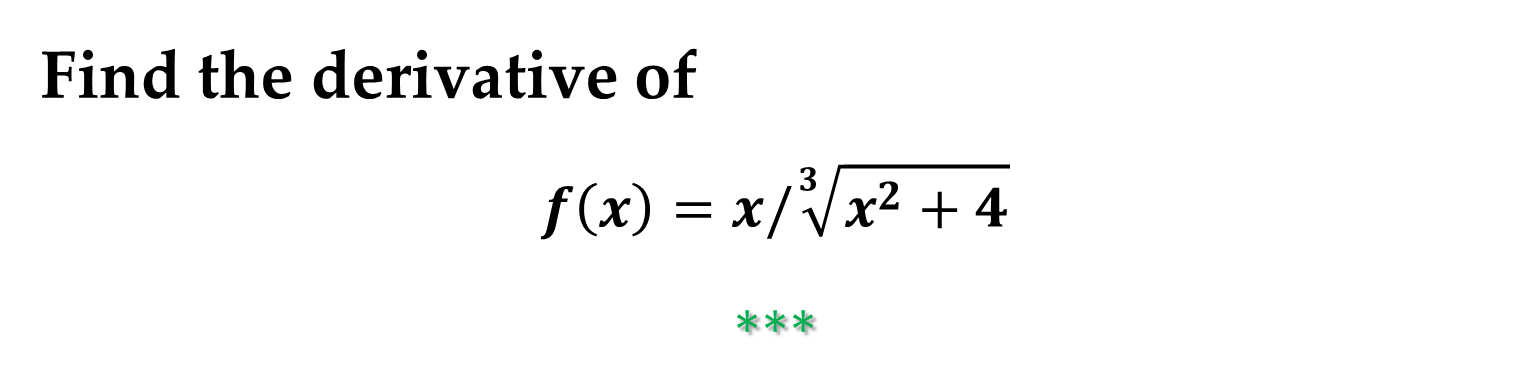 Find the derivative of
f(x) = x/∛(x² + 4)
***